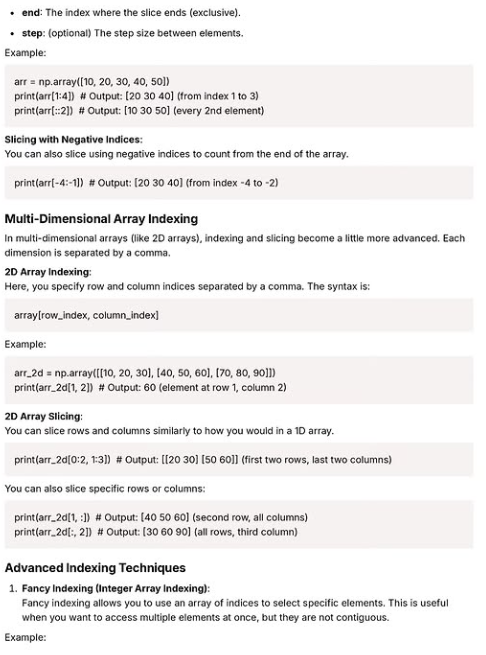 • end: The index where the slice ends (exclusive).
• step: (optional) The step size between elements.
Example:
arr = np.array([10, 20, 30, 40, 50])
print(arr[1:4])  # Output: [20 30 40] (from index 1 to 3)
print(arr[::2])  # Output: [10 30 50] (every 2nd element)
Slicing with Negative Indices:
You can also slice using negative indices to count from the end of the array.
print(arr[-4:-1])  # Output: [20 30 40] (from index -4 to -2)
Multi-Dimensional Array Indexing
In multi-dimensional arrays (like 2D arrays), indexing and slicing become a little more advanced. Each
dimension is separated by a comma.
2D Array Indexing:
Here, you specify row and column indices separated by a comma. The syntax is:
array[row_index, column_index]
Example:
arr_2d = np.array([[10, 20, 30], [40, 50, 60], [70, 80, 90]])
print(arr_2d[1, 2])  # Output: 60 (element at row 1, column 2)
2D Array Slicing:
You can slice rows and columns similarly to how you would in a 1D array.
print(arr_2d[0:2, 1:3])  # Output: [[20 30] [50 60]] (first two rows, last two columns)
You can also slice specific rows or columns:
print(arr_2d[1, :])  # Output: [40 50 60] (second row, all columns)
print(arr_2d[:, 2])  # Output: [30 60 90] (all rows, third column)
Advanced Indexing Techniques
1. Fancy Indexing (Integer Array Indexing):
Fancy indexing allows you to use an array of indices to select specific elements. This is useful
when you want to access multiple elements at once, but they are not contiguous.
Example: